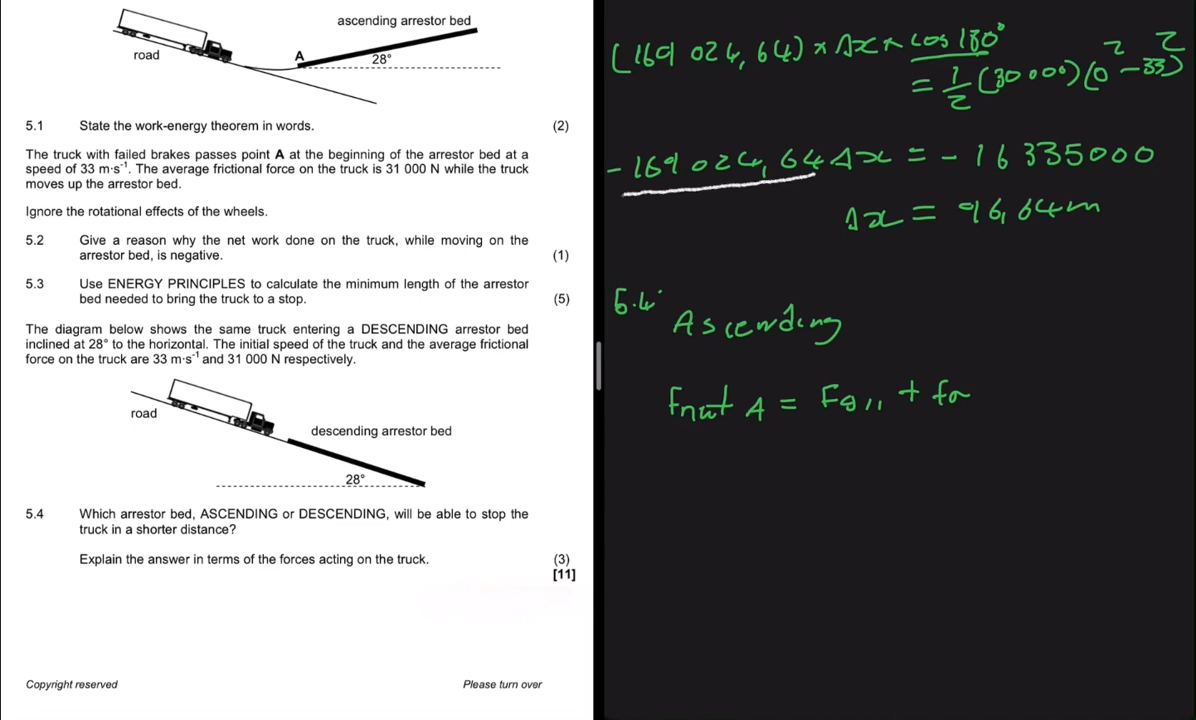 ascending arrestor bed
road
A
28°
5.1 State the work-energy theorem in words. (2)
The truck with failed brakes passes point A at the beginning of the arrestor bed at a
speed of 33 m·s⁻¹. The average frictional force on the truck is 31 000 N while the truck
moves up the arrestor bed.
Ignore the rotational effects of the wheels.
5.2 Give a reason why the net work done on the truck, while moving on the
arrestor bed, is negative. (1)
5.3 Use ENERGY PRINCIPLES to calculate the minimum length of the arrestor
bed needed to bring the truck to a stop. (5)
The diagram below shows the same truck entering a DESCENDING arrestor bed
inclined at 28° to the horizontal. The initial speed of the truck and the average frictional
force on the truck are 33 m·s⁻¹ and 31 000 N respectively.
road
descending arrestor bed
28°
5.4 Which arrestor bed, ASCENDING or DESCENDING, will be able to stop the
truck in a shorter distance?
Explain the answer in terms of the forces acting on the truck. (3)
[11]
Copyright reserved Please turn over
(169 024,64) × Δx × cos 180°
= 1/2 (30000)(0² - 33²)
- 169 024,64 Δx = - 16 335000
Δx = 96,64m
5.4
Ascending
Fnet A = Fg|| + fa